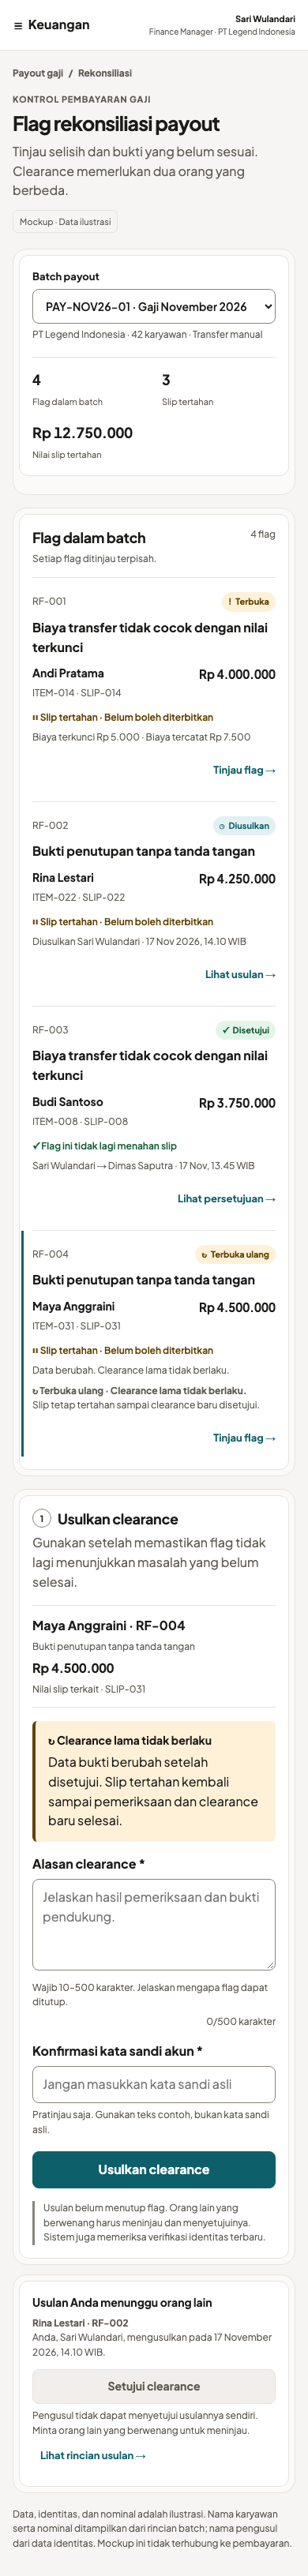 ≡ Keuangan
Sari Wulandari
Finance Manager · PT Legend Indonesia
Payout gaji / Rekonsiliasi
KONTROL PEMBAYARAN GAJI
Flag rekonsiliasi payout
Tinjau selisih dan bukti yang belum sesuai.
Clearance memerlukan dua orang yang
berbeda.
Mockup · Data ilustrasi
Batch payout
PAY-NOV26-01 · Gaji November 2026
PT Legend Indonesia · 42 karyawan · Transfer manual
4
Flag dalam batch
3
Slip tertahan
Rp 12.750.000
Nilai slip tertahan
Flag dalam batch
4 flag
Setiap flag ditinjau terpisah.
RF-001
! Terbuka
Biaya transfer tidak cocok dengan nilai
terkunci
Andi Pratama
Rp 4.000.000
ITEM-014 · SLIP-014
Slip tertahan · Belum boleh diterbitkan
Biaya terkunci Rp 5.000 · Biaya tercatat Rp 7.500
Tinjau flag →
RF-002
Diusulkan
Bukti penutupan tanpa tanda tangan
Rina Lestari
Rp 4.250.000
ITEM-022 · SLIP-022
Slip tertahan · Belum boleh diterbitkan
Diusulkan Sari Wulandari · 17 Nov 2026, 14.10 WIB
Lihat usulan →
RF-003
✓ Disetujui
Biaya transfer tidak cocok dengan nilai
terkunci
Budi Santoso
Rp 3.750.000
ITEM-008 · SLIP-008
✓ Flag ini tidak lagi menahan slip
Sari Wulandari → Dimas Saputra · 17 Nov, 13.45 WIB
Lihat persetujuan →
RF-004
↻ Terbuka ulang
Bukti penutupan tanpa tanda tangan
Maya Anggraini
Rp 4.500.000
ITEM-031 · SLIP-031
Slip tertahan · Belum boleh diterbitkan
Data berubah. Clearance lama tidak berlaku.
↻ Terbuka ulang · Clearance lama tidak berlaku.
Slip tetap tertahan sampai clearance baru disetujui.
Tinjau flag →
1 Usulkan clearance
Gunakan setelah memastikan flag tidak
lagi menunjukkan masalah yang belum
selesai.
Maya Anggraini · RF-004
Bukti penutupan tanpa tanda tangan
Rp 4.500.000
Nilai slip terkait · SLIP-031
↻ Clearance lama tidak berlaku
Data bukti berubah setelah
disetujui. Slip tertahan kembali
sampai pemeriksaan dan clearance
baru selesai.
Alasan clearance *
Jelaskan hasil pemeriksaan dan bukti
pendukung.
Wajib 10–500 karakter. Jelaskan mengapa flag dapat
ditutup.
0/500 karakter
Konfirmasi kata sandi akun *
Jangan masukkan kata sandi asli
Pratinjau saja. Gunakan teks contoh, bukan kata sandi
asli.
Usulkan clearance
Usulan belum menutup flag. Orang lain yang
berwenang harus meninjau dan menyetujuinya.
Sistem juga memeriksa verifikasi identitas terbaru.
Usulan Anda menunggu orang lain
Rina Lestari · RF-002
Anda, Sari Wulandari, mengusulkan pada 17 November
2026, 14.10 WIB.
Setujui clearance
Pengusul tidak dapat menyetujui usulannya sendiri.
Minta orang lain yang berwenang untuk meninjau.
Lihat rincian usulan →
Data, identitas, dan nominal adalah ilustrasi. Nama karyawan
serta nominal ditampilkan dari rincian batch; nama pengusul
dari data identitas. Mockup ini tidak terhubung ke pembayaran.